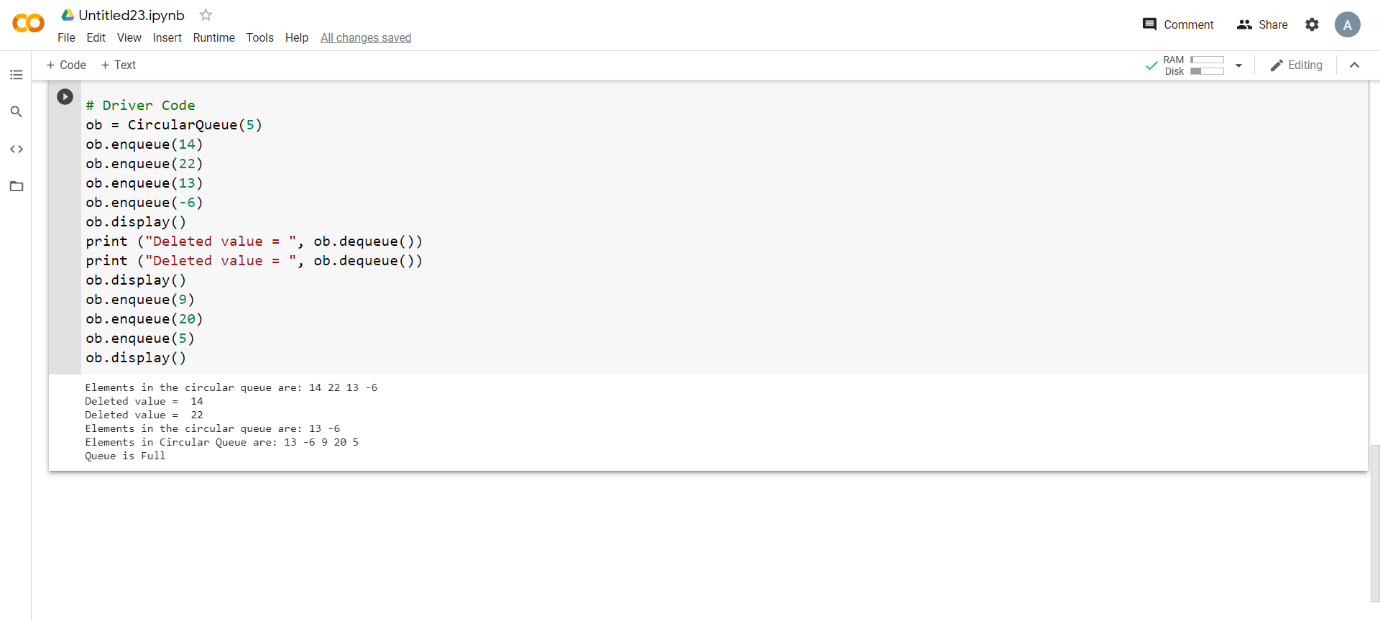 Untitled23.ipynb
File Edit View Insert Runtime Tools Help All changes saved
Comment Share A
+ Code + Text
RAM
Disk
Editing
# Driver Code
ob = CircularQueue(5)
ob.enqueue(14)
ob.enqueue(22)
ob.enqueue(13)
ob.enqueue(-6)
ob.display()
print ("Deleted value = ", ob.dequeue())
print ("Deleted value = ", ob.dequeue())
ob.display()
ob.enqueue(9)
ob.enqueue(20)
ob.enqueue(5)
ob.display()
Elements in the circular queue are: 14 22 13 -6
Deleted value =  14
Deleted value =  22
Elements in the circular queue are: 13 -6
Elements in Circular Queue are: 13 -6 9 20 5
Queue is Full